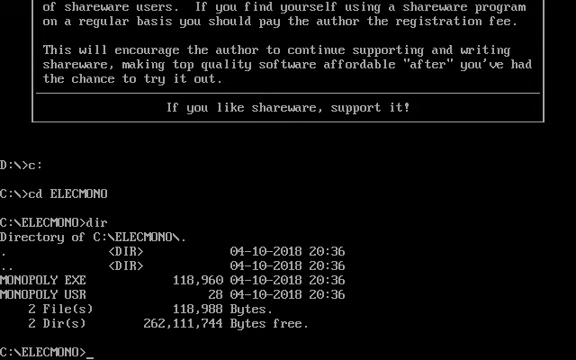 of shareware users.  If you find yourself using a shareware program
on a regular basis you should pay the author the registration fee.
This will encourage the author to continue supporting and writing
shareware, making top quality software affordable "after" you've had
the chance to try it out.
If you like shareware, support it!
D:\>c:
C:\>cd ELECMONO
C:\ELECMONO>dir
Directory of C:\ELECMONO\.
.              <DIR>            04-10-2018 20:36
..             <DIR>            04-10-2018 20:36
MONOPOLY EXE            118,960 04-10-2018 20:36
MONOPOLY USR                 28 04-10-2018 20:36
    2 File(s)           118,988 Bytes.
    2 Dir(s)        262,111,744 Bytes free.
C:\ELECMONO>_